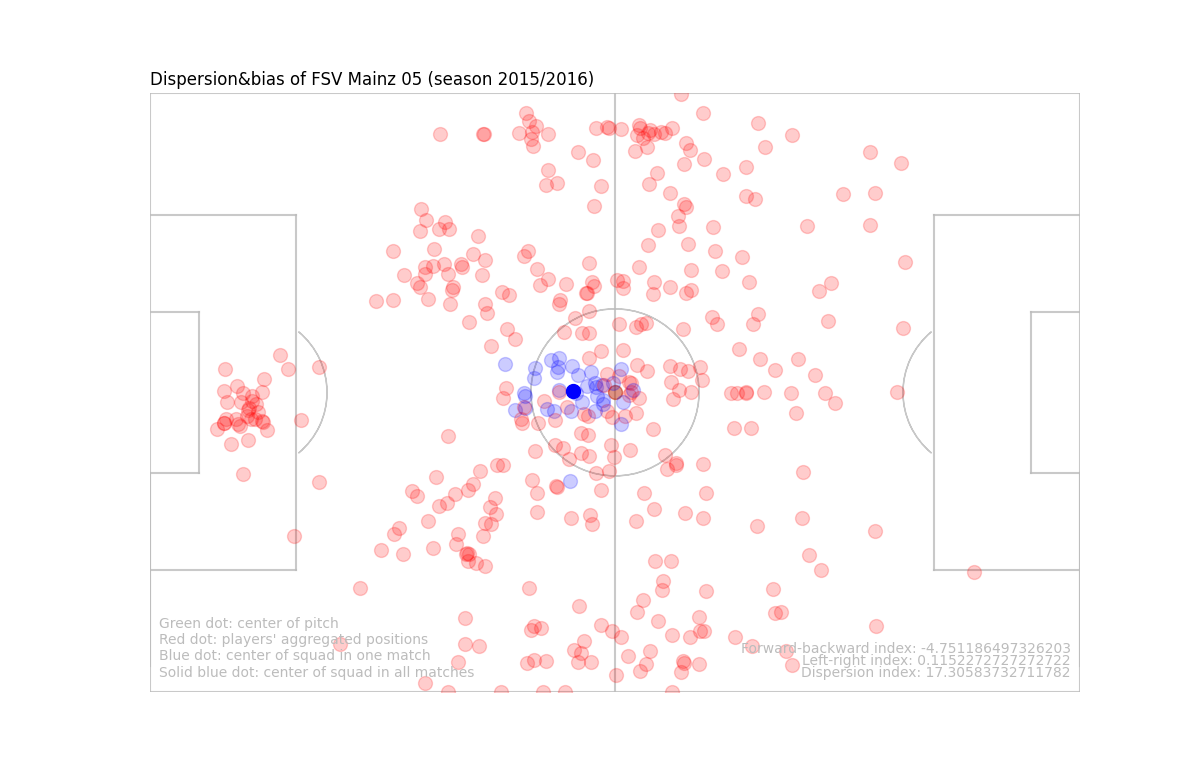 Dispersion&bias of FSV Mainz 05 (season 2015/2016)
Green dot: center of pitch
Red dot: players' aggregated positions
Blue dot: center of squad in one match
Solid blue dot: center of squad in all matches
Forward-backward index: -4.751186497326203
Left-right index: 0.1152272727272722
Dispersion index: 17.30583732711782